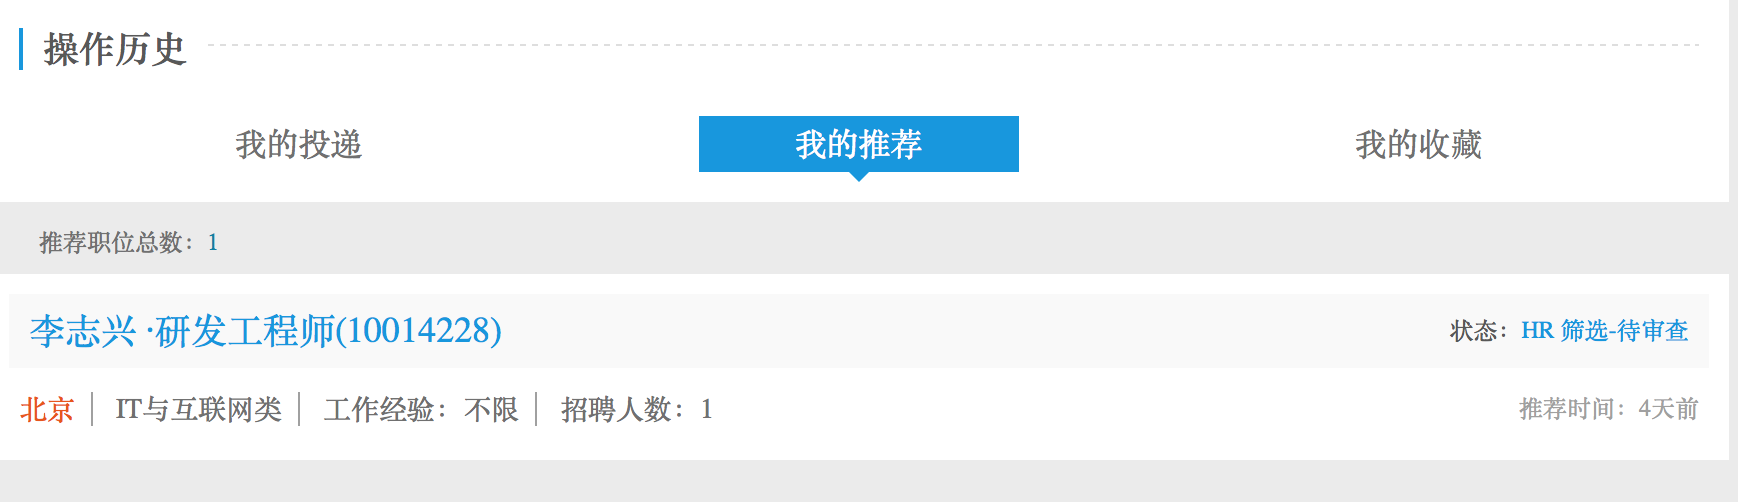 操作历史
我的投递 我的推荐 我的收藏
推荐职位总数：1
李志兴 ·研发工程师(10014228) 状态：HR 筛选-待审查
北京 IT与互联网类 工作经验：不限 招聘人数：1 推荐时间：4天前